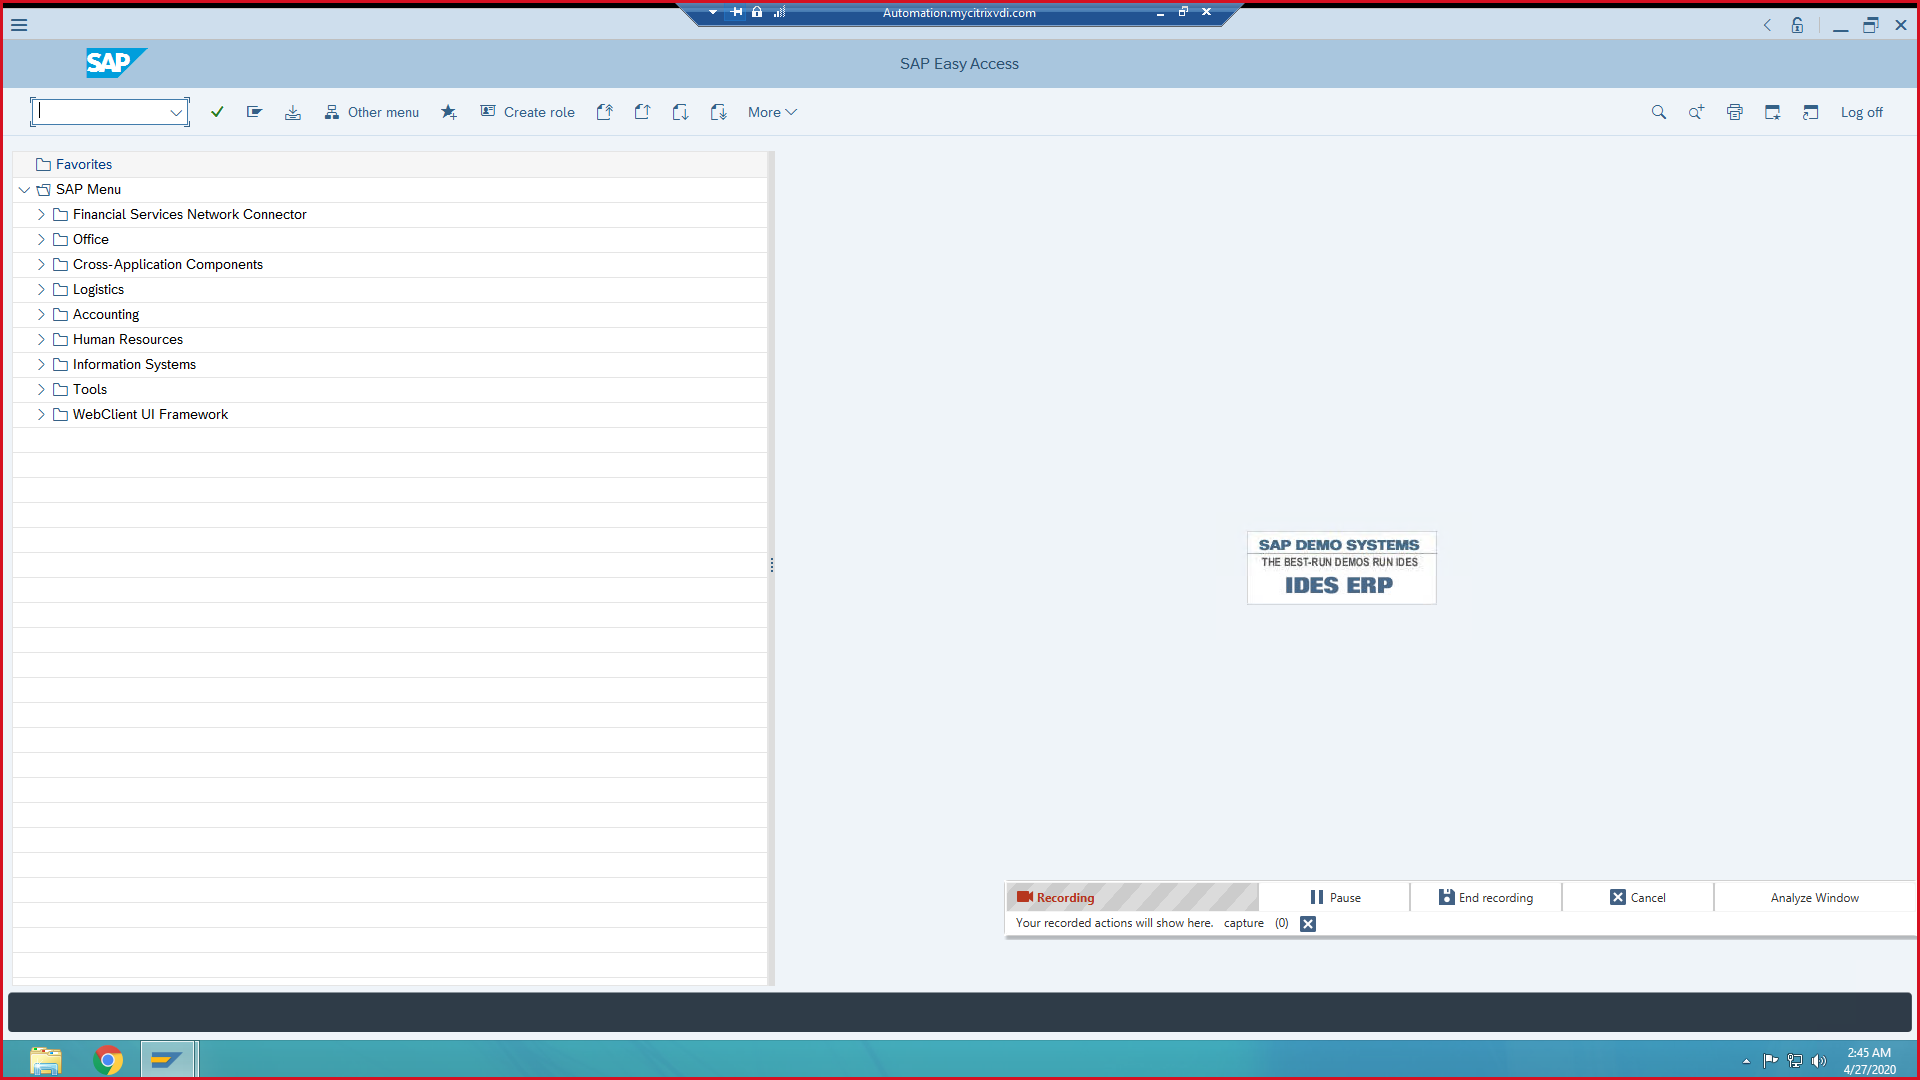 Automation.mycitrixvdi.com
SAP
SAP Easy Access
Other menu
Create role
More
Log off
Favorites
SAP Menu
Financial Services Network Connector
Office
Cross-Application Components
Logistics
Accounting
Human Resources
Information Systems
Tools
WebClient UI Framework
SAP DEMO SYSTEMS
THE BEST-RUN DEMOS RUN IDES
IDES ERP
Recording Pause End recording Cancel Analyze Window
Your recorded actions will show here. capture (0)
2:45 AM
4/27/2020